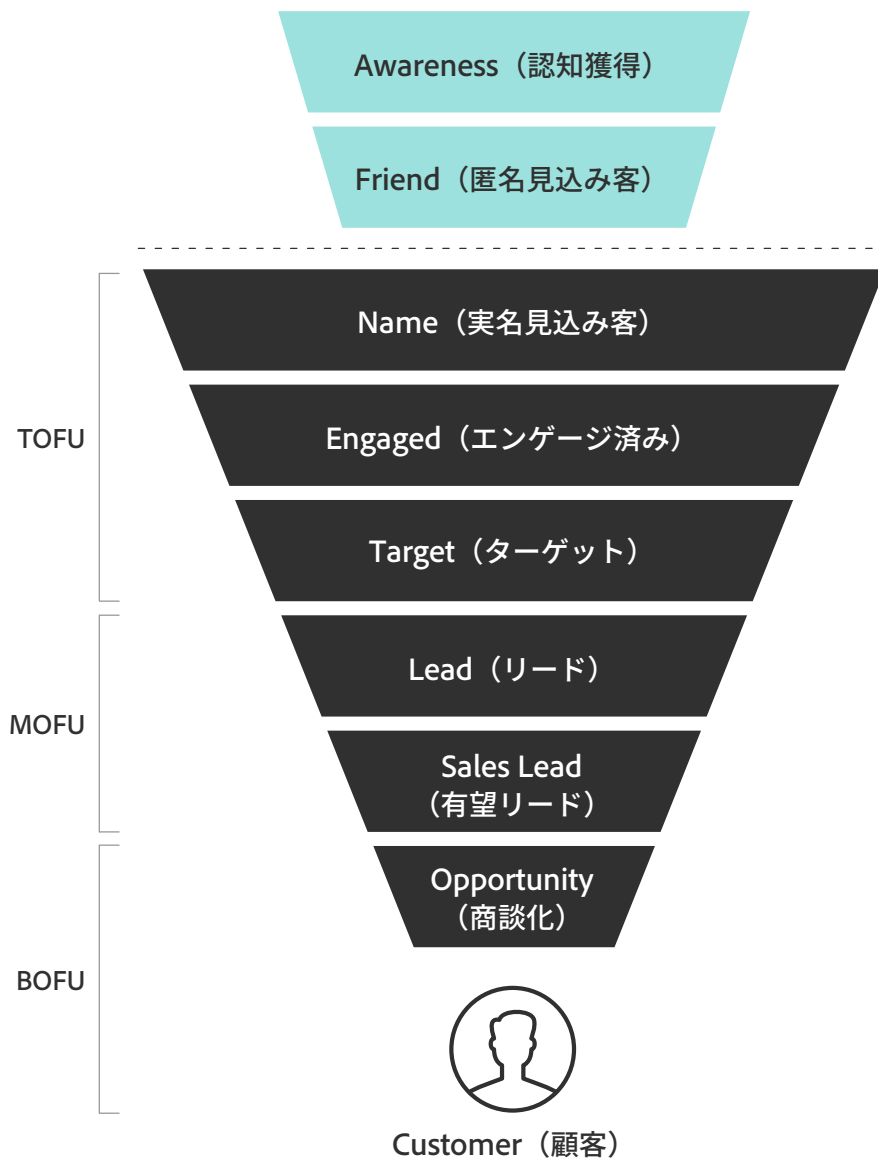 Awareness（認知獲得）
Friend（匿名見込み客）
TOFU
Name（実名見込み客）
Engaged（エンゲージ済み）
Target（ターゲット）
MOFU
Lead（リード）
Sales Lead
（有望リード）
BOFU
Opportunity
（商談化）
Customer（顧客）